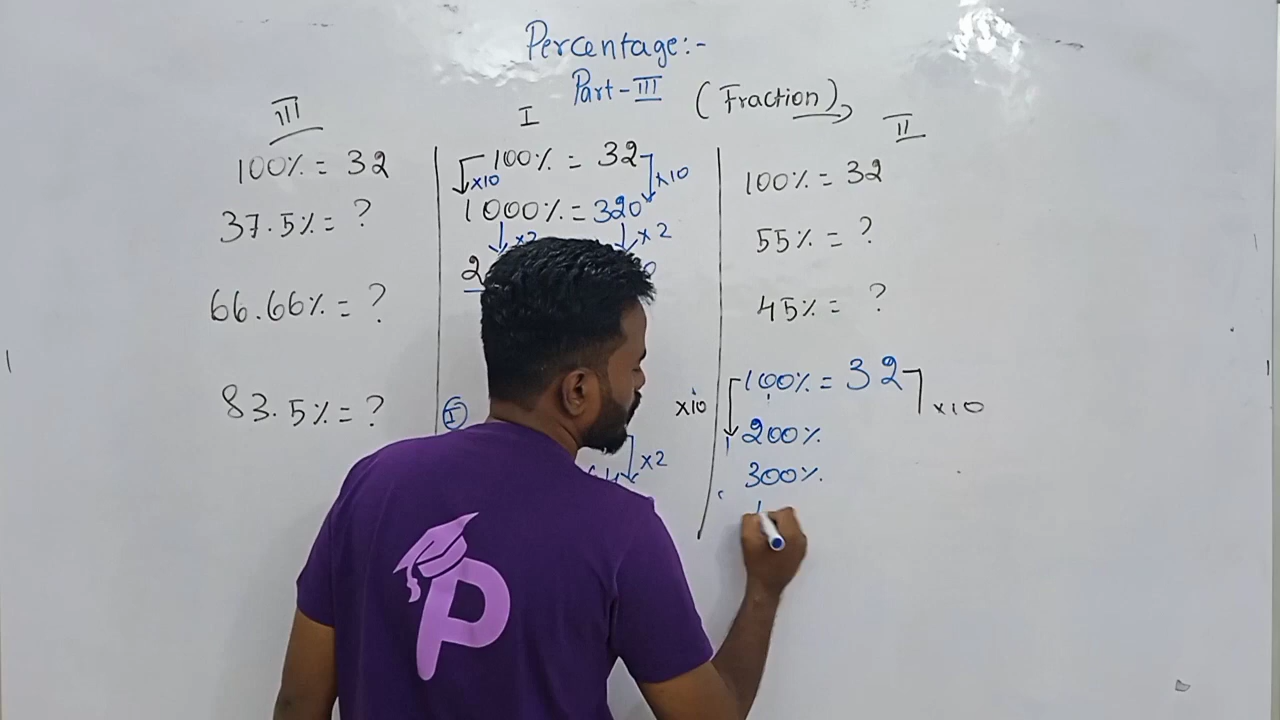 Percentage:-
Part-III (Fraction)
III
100% = 32
37.5% = ?
66.66% = ?
83.5% = ?
I
100% = 32
x10 x10
1000% = 320
x2 x2
2
I
x2
II
100% = 32
55% = ?
45% = ?
100% = 32
x10 x10
200%
300%
P